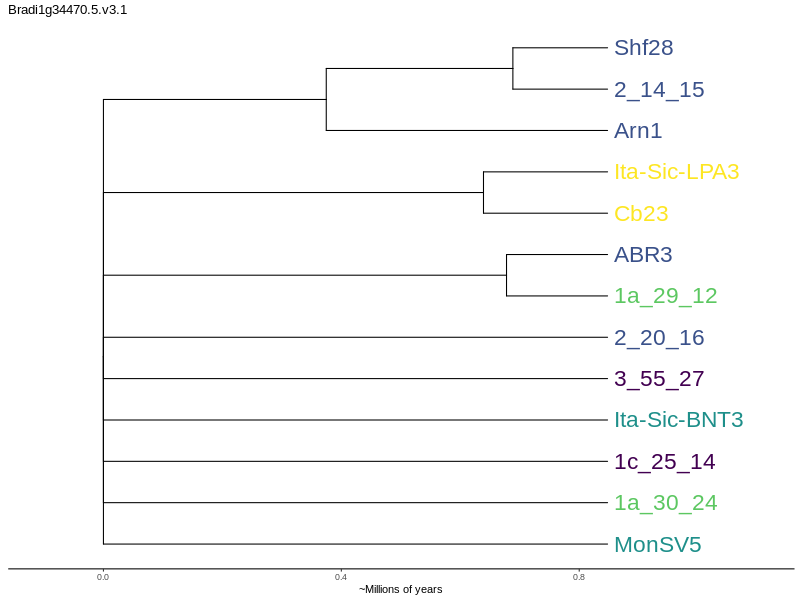 Bradi1g34470.5.v3.1
Shf28
2_14_15
Arn1
Ita-Sic-LPA3
Cb23
ABR3
1a_29_12
2_20_16
3_55_27
Ita-Sic-BNT3
1c_25_14
1a_30_24
MonSV5
0.0 0.4 0.8
~Millions of years